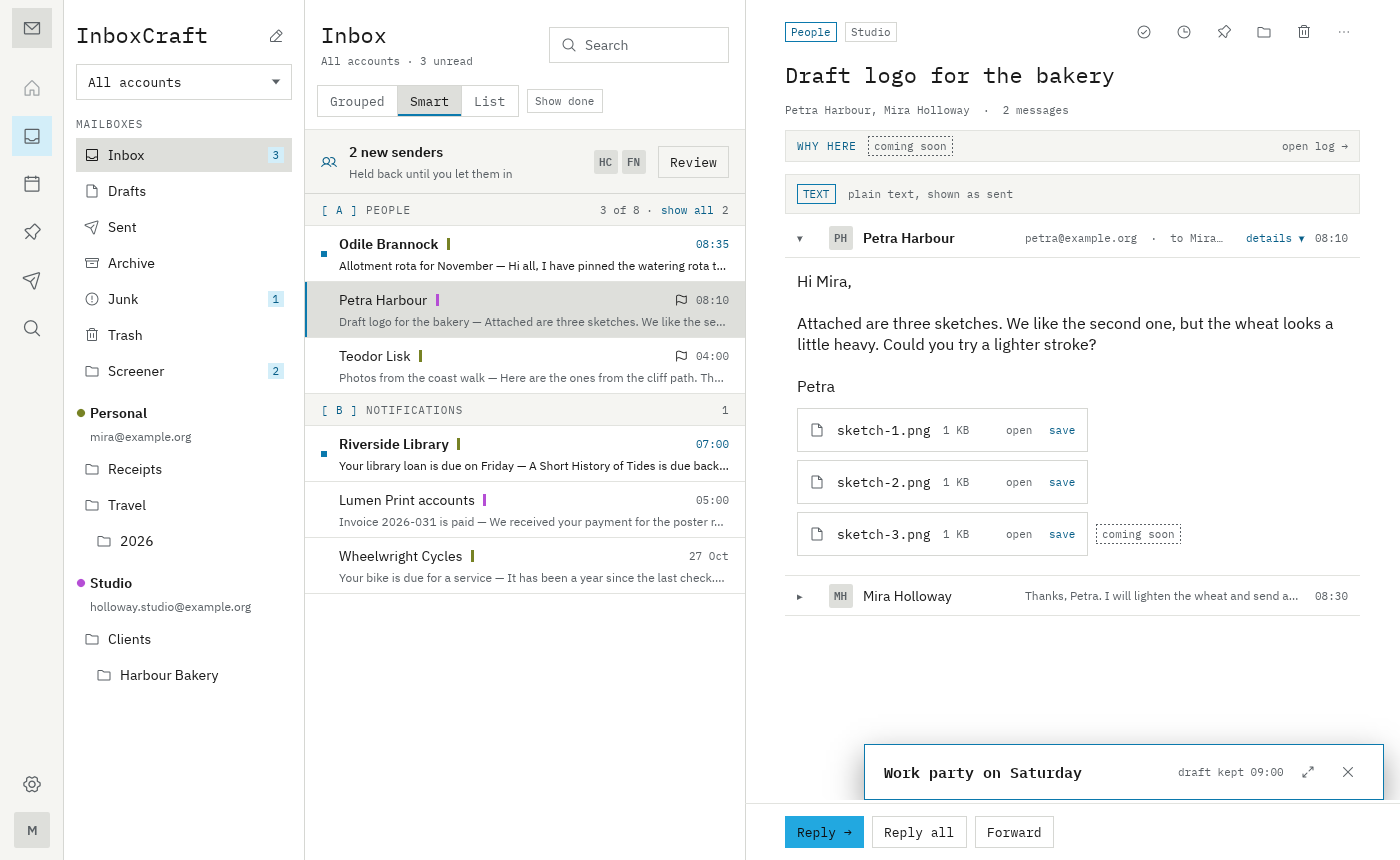 InboxCraft
All accounts
MAILBOXES
Inbox 3
Drafts
Sent
Archive
Junk 1
Trash
Screener 2
Personal
mira@example.org
Receipts
Travel
2026
Studio
holloway.studio@example.org
Clients
Harbour Bakery
M
Inbox
All accounts · 3 unread
Search
Grouped Smart List Show done
2 new senders
Held back until you let them in
HC FN Review
[ A ] PEOPLE 3 of 8 · show all 2
Odile Brannock 08:35
Allotment rota for November — Hi all, I have pinned the watering rota t…
Petra Harbour 08:10
Draft logo for the bakery — Attached are three sketches. We like the se…
Teodor Lisk 04:00
Photos from the coast walk — Here are the ones from the cliff path. Th…
[ B ] NOTIFICATIONS 1
Riverside Library 07:00
Your library loan is due on Friday — A Short History of Tides is due back…
Lumen Print accounts 05:00
Invoice 2026-031 is paid — We received your payment for the poster r…
Wheelwright Cycles 27 Oct
Your bike is due for a service — It has been a year since the last check.…
People Studio
Draft logo for the bakery
Petra Harbour, Mira Holloway · 2 messages
WHY HERE coming soon open log →
TEXT plain text, shown as sent
▾ PH Petra Harbour petra@example.org · to Mira… details ▾ 08:10
Hi Mira,
Attached are three sketches. We like the second one, but the wheat looks a
little heavy. Could you try a lighter stroke?
Petra
sketch-1.png 1 KB open save
sketch-2.png 1 KB open save
sketch-3.png 1 KB open save coming soon
▸ MH Mira Holloway Thanks, Petra. I will lighten the wheat and send a… 08:30
Work party on Saturday draft kept 09:00
Reply → Reply all Forward